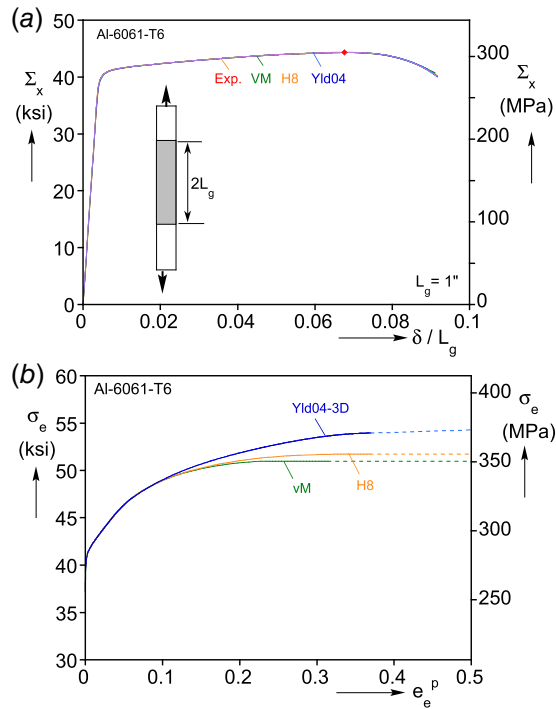 (a)
Al-6061-T6
50
40
30
20
10
0
Σx
(ksi)
300
200
100
0
Σx
(MPa)
Exp. VM H8 Yld04
2Lg
Lg = 1"
0.02 0.04 0.06 0.08 0.1
δ / Lg
(b)
Al-6061-T6
60
55
50
45
40
35
30
σe
(ksi)
400
350
300
250
σe
(MPa)
Yld04-3D
H8
vM
0 0.1 0.2 0.3 0.4 0.5
eep